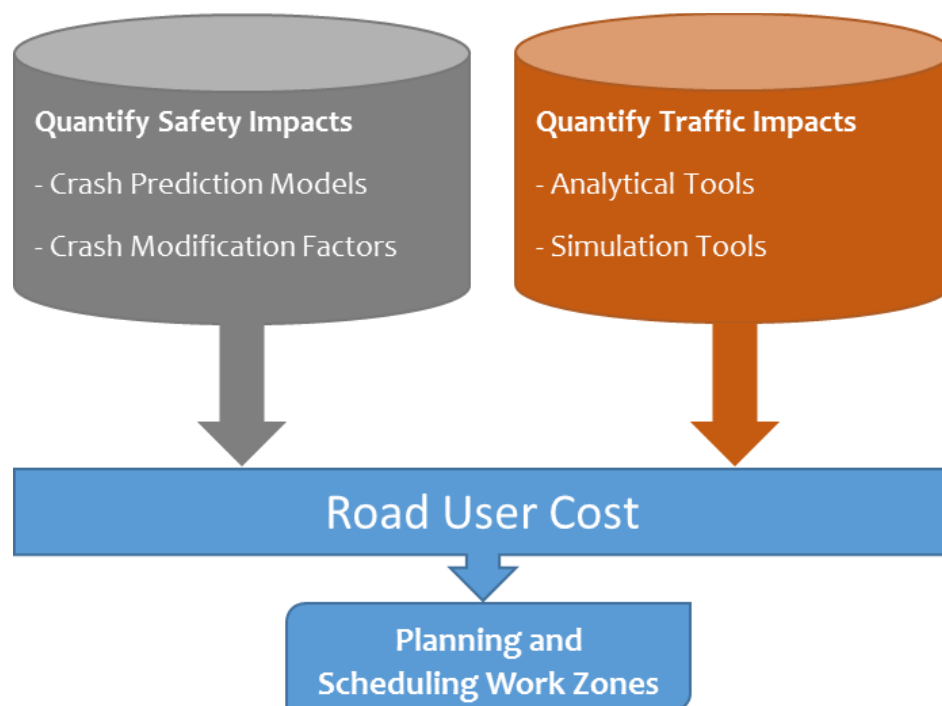 Quantify Safety Impacts
- Crash Prediction Models
- Crash Modification Factors
Quantify Traffic Impacts
- Analytical Tools
- Simulation Tools
Road User Cost
Planning and
Scheduling Work Zones